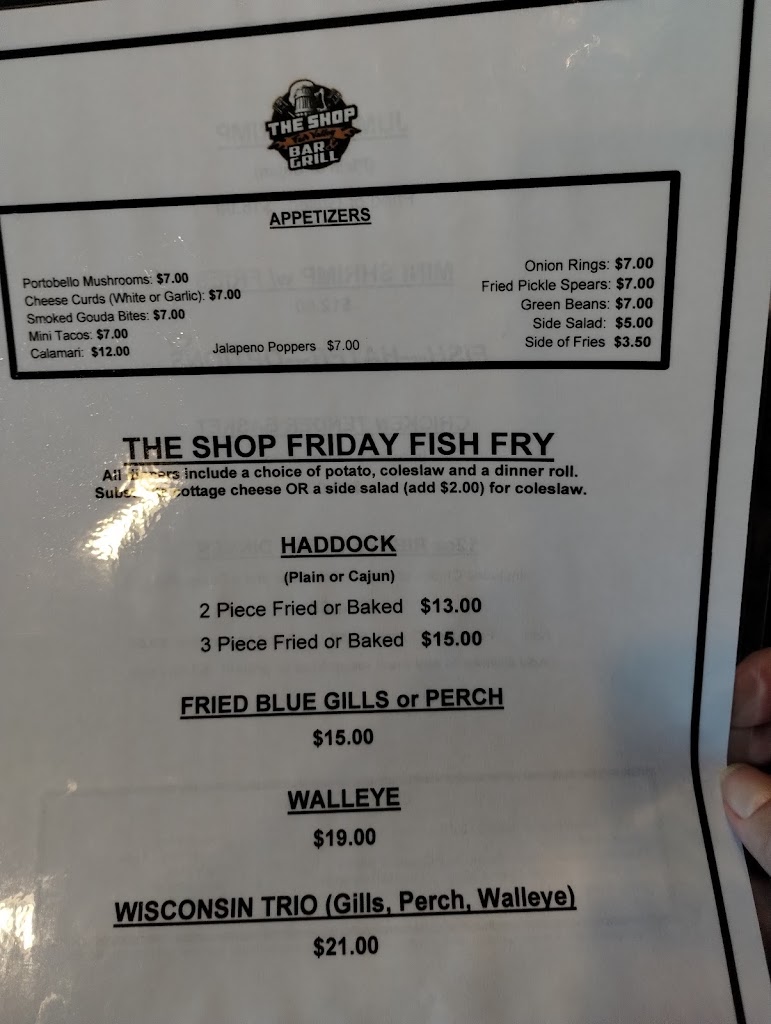 THE SHOP
BAR &
GRILL
APPETIZERS
Portobello Mushrooms: $7.00
Cheese Curds (White or Garlic): $7.00
Smoked Gouda Bites: $7.00
Mini Tacos: $7.00
Calamari: $12.00
Jalapeno Poppers $7.00
Onion Rings: $7.00
Fried Pickle Spears: $7.00
Green Beans: $7.00
Side Salad: $5.00
Side of Fries $3.50
THE SHOP FRIDAY FISH FRY
All include a choice of potato, coleslaw and a dinner roll.
cottage cheese OR a side salad (add $2.00) for coleslaw.
HADDOCK
(Plain or Cajun)
2 Piece Fried or Baked $13.00
3 Piece Fried or Baked $15.00
FRIED BLUE GILLS or PERCH
$15.00
WALLEYE
$19.00
WISCONSIN TRIO (Gills, Perch, Walleye)
$21.00